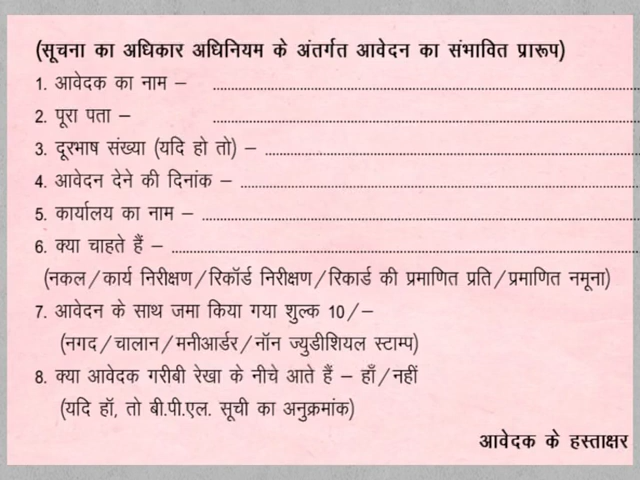 (सूचना का अधिकार अधिनियम के अंतर्गत आवेदन का संभावित प्रारूप)
1. आवेदक का नाम – ........................................
2. पूरा पता – ........................................
3. दूरभाष संख्या (यदि हो तो) – ........................................
4. आवेदन देने की दिनांक – ........................................
5. कार्यालय का नाम – ........................................
6. क्या चाहते हैं – ........................................
(नकल/कार्य निरीक्षण/रिकॉर्ड निरीक्षण/रिकार्ड की प्रमाणित प्रति/प्रमाणित नमूना)
7. आवेदन के साथ जमा किया गया शुल्क 10/–
(नगद/चालान/मनीआर्डर/नॉन ज्युडीशियल स्टाम्प)
8. क्या आवेदक गरीबी रेखा के नीचे आते हैं – हाँ/नहीं
(यदि हॉ, तो बी.पी.एल. सूची का अनुक्रमांक)
आवेदक के हस्ताक्षर